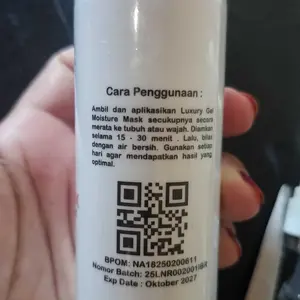 Cara Penggunaan :
Ambil dan aplikasikan Luxury Gel
Moisture Mask secukupnya secara
merata ke tubuh atau wajah. Diamkan
selama 15 - 30 menit . Lalu, bilas
dengan air bersih. Gunakan setiap
hari agar mendapatkan hasil yang
optimal.
BPOM: NA18250200611
Nomor Batch:
Exp Date : Oktober 2027